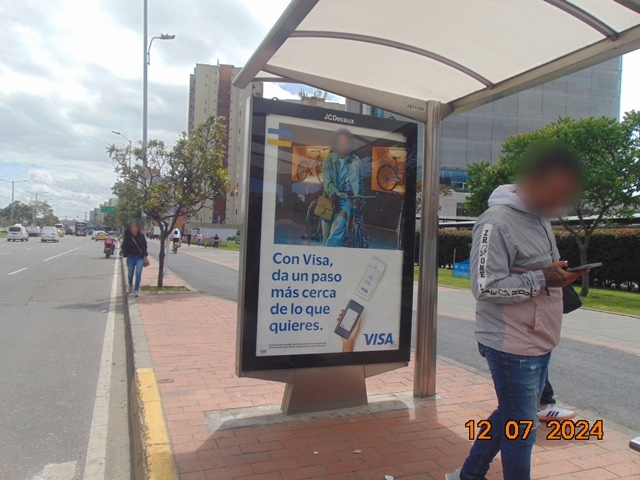 JCDecaux
Con Visa,
da un paso
más cerca
de lo que
quieres.
VISA
12 07 2024